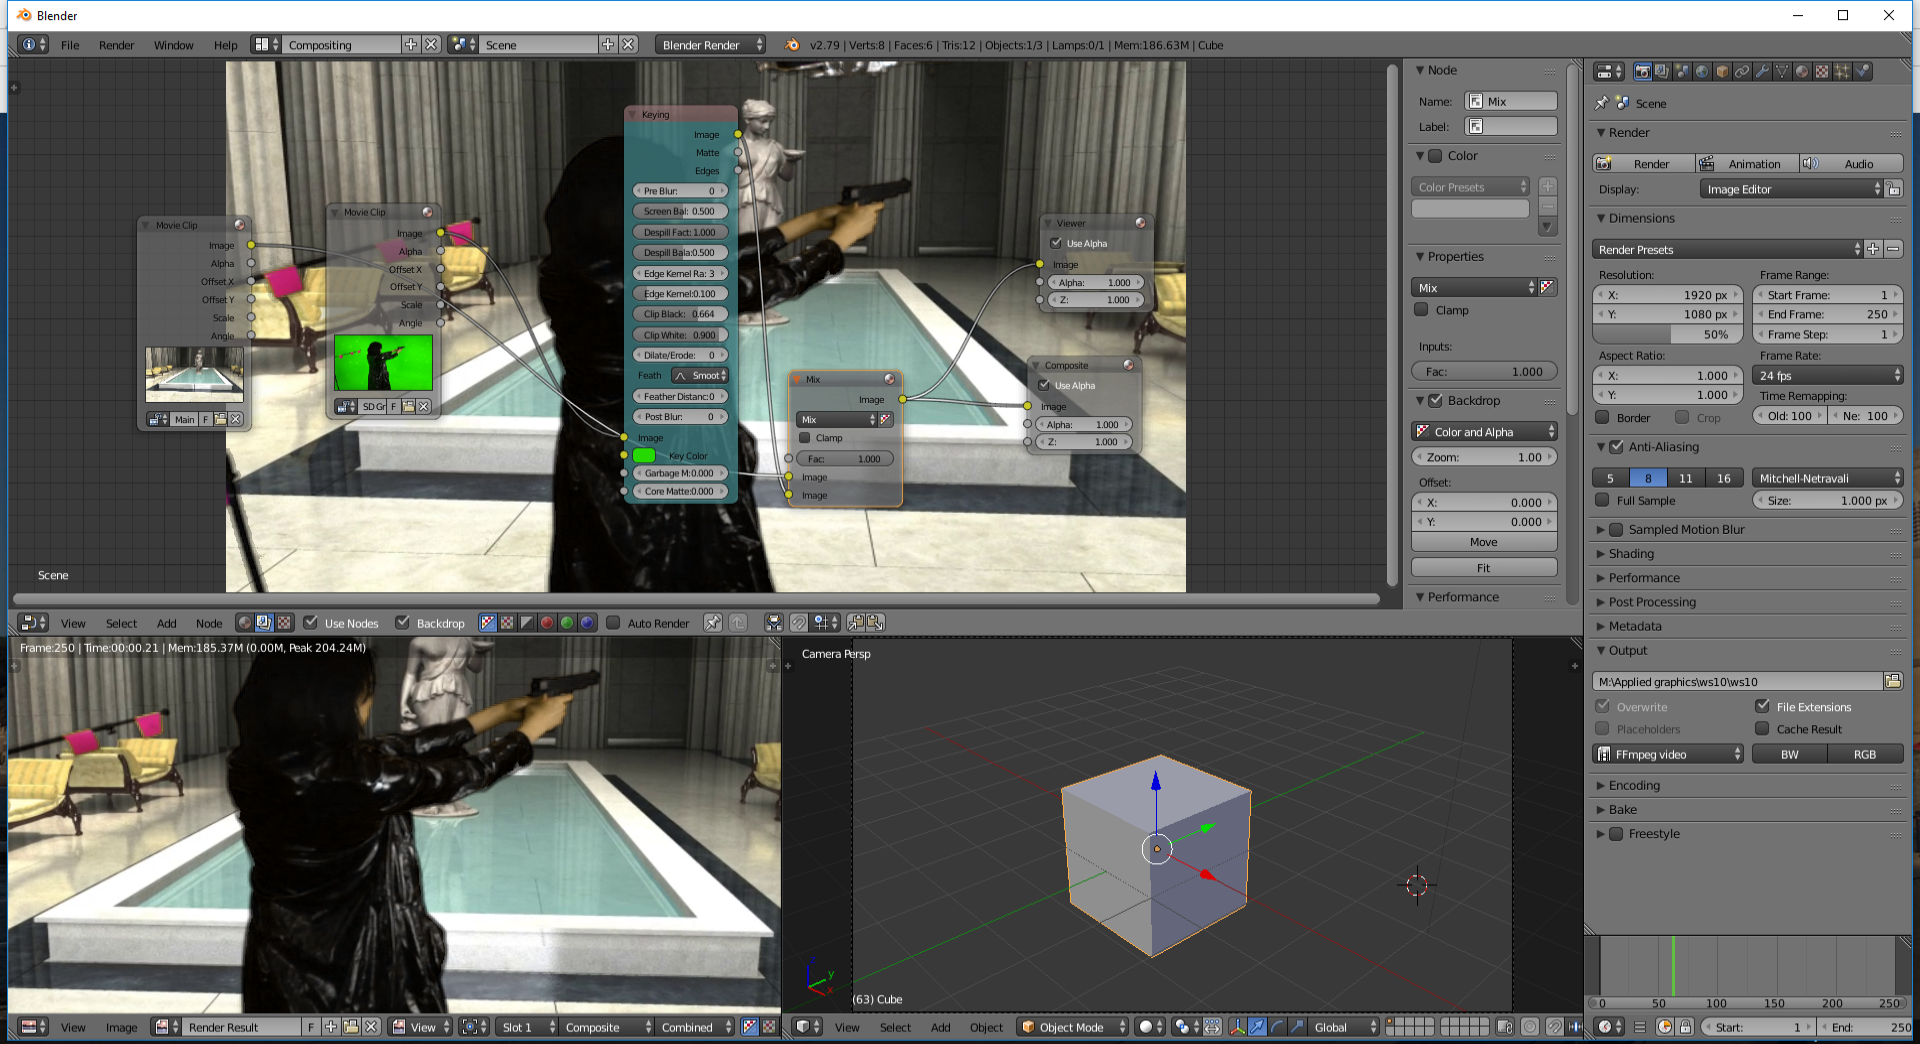 Blender
File Render Window Help Compositing Scene Blender Render v2.79 | Verts:8 | Faces:6 | Tris:12 | Objects:1/3 | Lamps:0/1 | Mem:186.63M | Cube
Movie Clip
Image
Alpha
Offset X
Offset Y
Scale
Angle
Main F
Movie Clip
Image
Alpha
Offset X
Offset Y
Scale
Angle
SD Gr F
Keying
Image
Matte
Edges
Pre Blur: 0
Screen Bal: 0.500
Despill Fact: 1.000
Despill Bala: 0.500
Edge Kernel Ra: 3
Edge Kernel: 0.100
Clip Black: 0.664
Clip White: 0.900
Dilate/Erode: 0
Feath Smoot
Feather Distanc: 0
Post Blur: 0
Image
Key Color
Garbage M: 0.000
Core Matte: 0.000
Mix
Image
Mix
Clamp
Fac: 1.000
Image
Image
Viewer
Use Alpha
Image
Alpha: 1.000
Z: 1.000
Composite
Use Alpha
Image
Alpha: 1.000
Z: 1.000
Scene
Node
Name: Mix
Label:
Color
Color Presets
Properties
Mix
Clamp
Inputs:
Fac: 1.000
Backdrop
Color and Alpha
Zoom: 1.00
Offset:
X: 0.000
Y: 0.000
Move
Fit
Performance
View Select Add Node Use Nodes Backdrop Auto Render
Scene
Render
Render Animation Audio
Display: Image Editor
Dimensions
Render Presets
Resolution: Frame Range:
X: 1920 px Start Frame: 1
Y: 1080 px End Frame: 250
50% Frame Step: 1
Aspect Ratio: Frame Rate:
X: 1.000 24 fps
Y: 1.000 Time Remapping:
Border Crop Old: 100 Ne: 100
Anti-Aliasing
5 8 11 16 Mitchell-Netravali
Full Sample Size: 1.000 px
Sampled Motion Blur
Shading
Performance
Post Processing
Metadata
Output
M:\Applied graphics\ws10\ws10
Overwrite File Extensions
Placeholders Cache Result
FFmpeg video BW RGB
Encoding
Bake
Freestyle
Frame:250 | Time:00:00.21 | Mem:185.37M (0.00M, Peak 204.24M)
View Image Render Result F View Slot 1 Composite Combined
Camera Persp
z
y
x
(63) Cube
View Select Add Object Object Mode Global
0 50 100 150 200 250
Start: 1 End: 250